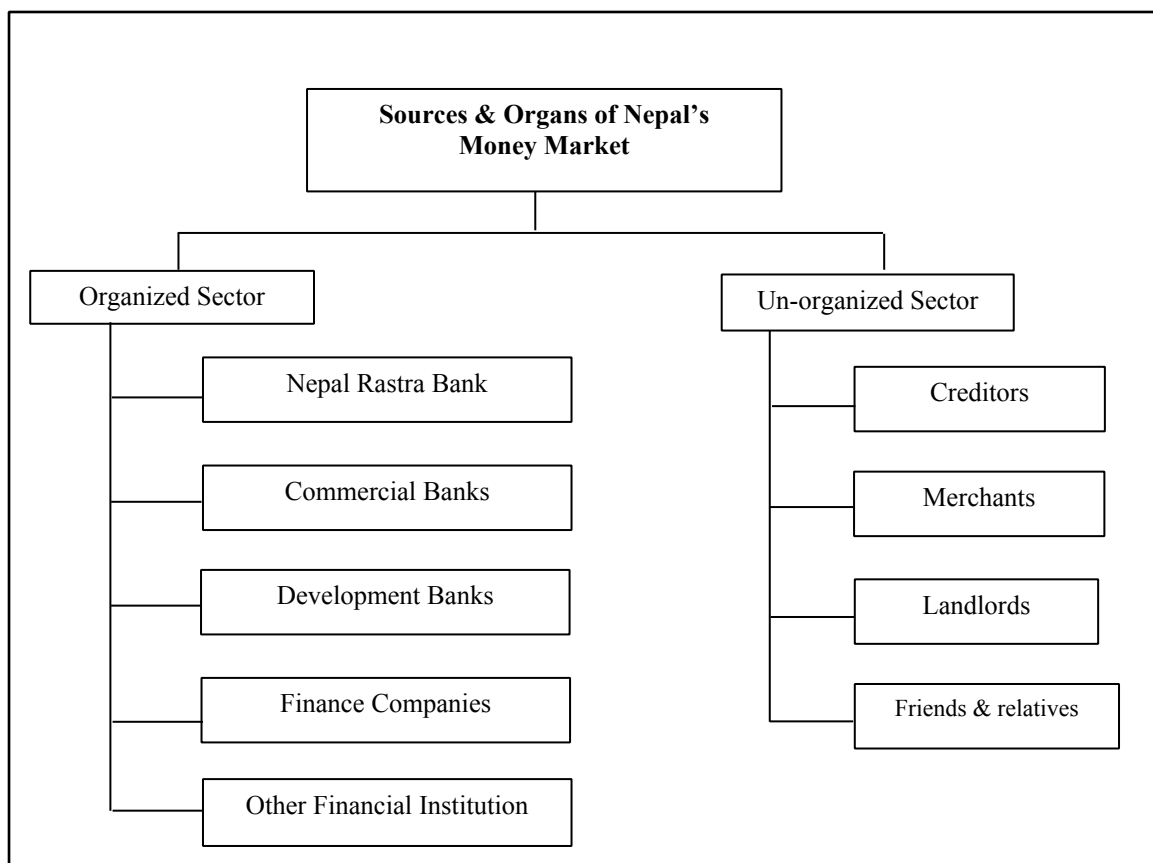 Sources & Organs of Nepal’s
Money Market
Organized Sector
Un-organized Sector
Nepal Rastra Bank
Commercial Banks
Development Banks
Finance Companies
Other Financial Institution
Creditors
Merchants
Landlords
Friends & relatives